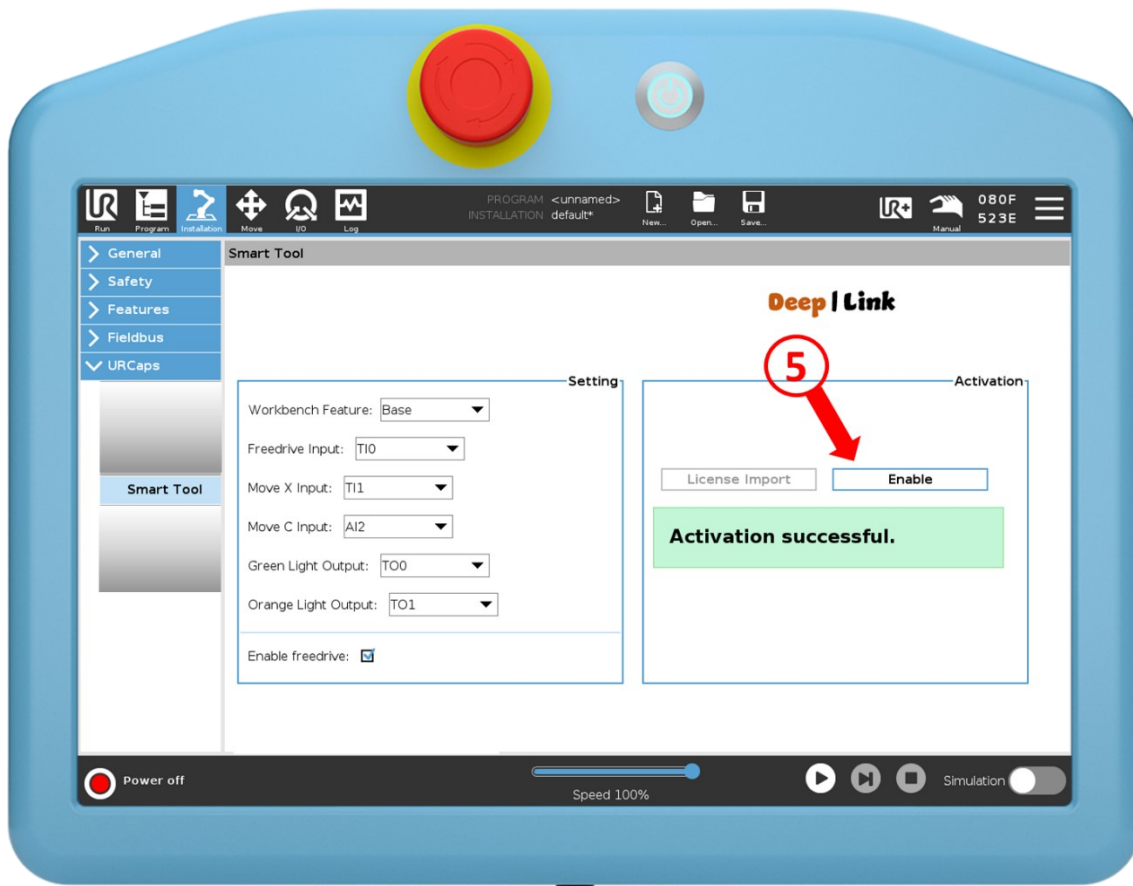 PROGRAM <unnamed>
INSTALLATION default*
Run Program Installation Move I/O Log New... Open... Save... Manual
UR
UR+
080F
523E
General
Safety
Features
Fieldbus
URCaps
Smart Tool
Smart Tool
Deep | Link
5
Setting
Workbench Feature: Base
Freedrive Input: TI0
Move X Input: TI1
Move C Input: AI2
Green Light Output: TO0
Orange Light Output: TO1
Enable freedrive:
Activation
License Import Enable
Activation successful.
Power off
Speed 100%
Simulation